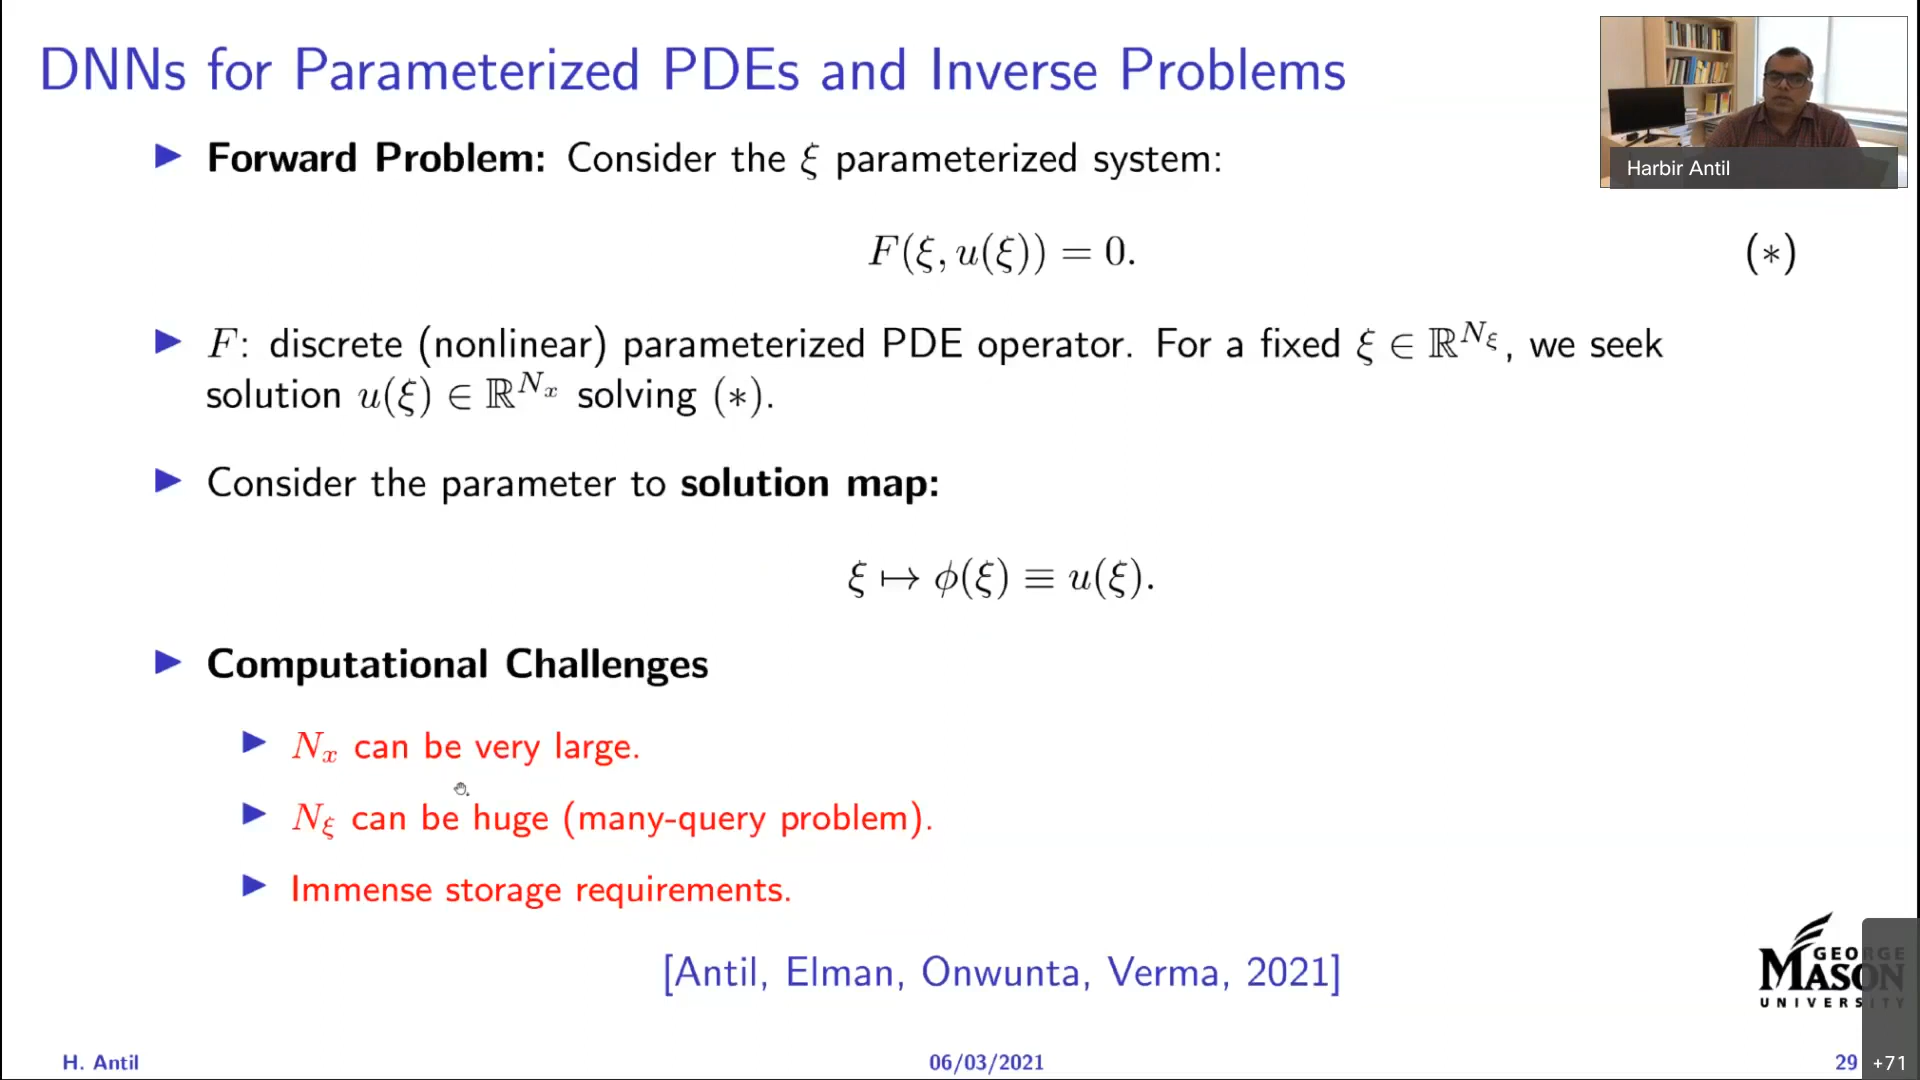 DNNs for Parameterized PDEs and Inverse Problems
Harbir Antil
▶ Forward Problem: Consider the ξ parameterized system:
F(ξ, u(ξ)) = 0. (∗)
▶ F: discrete (nonlinear) parameterized PDE operator. For a fixed ξ ∈ ℝ^{N_ξ}, we seek
solution u(ξ) ∈ ℝ^{N_x} solving (∗).
▶ Consider the parameter to solution map:
ξ ↦ ϕ(ξ) ≡ u(ξ).
▶ Computational Challenges
▶ N_x can be very large.
▶ N_ξ can be huge (many-query problem).
▶ Immense storage requirements.
[Antil, Elman, Onwunta, Verma, 2021]
GEORGE
MASON
UNIVERSITY
H. Antil 06/03/2021 29
+71